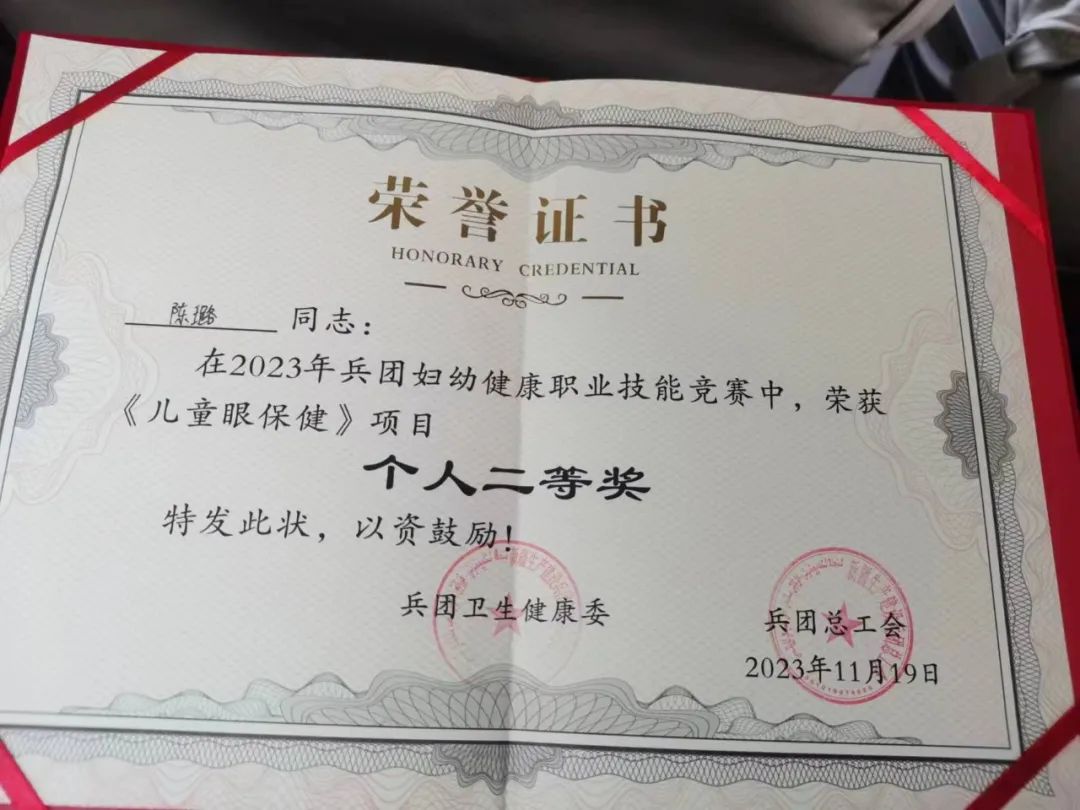 荣誉证书
HONORARY CREDENTIAL
陈璐 同志：
在2023年兵团妇幼健康职业技能竞赛中，荣获
《儿童眼保健》项目
个人二等奖
特发此状，以资鼓励！
兵团卫生健康委
兵团总工会
2023年11月19日